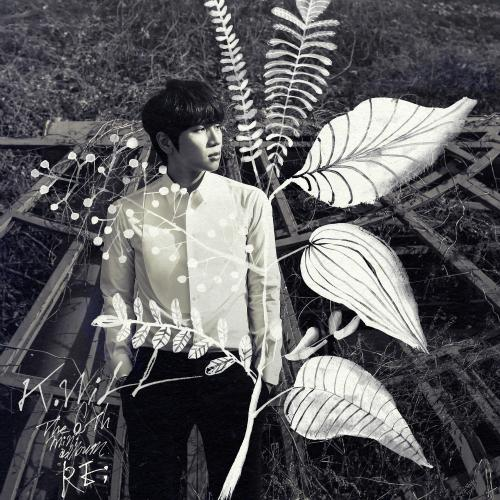 K.Will
The 6th
mini
album
RE: